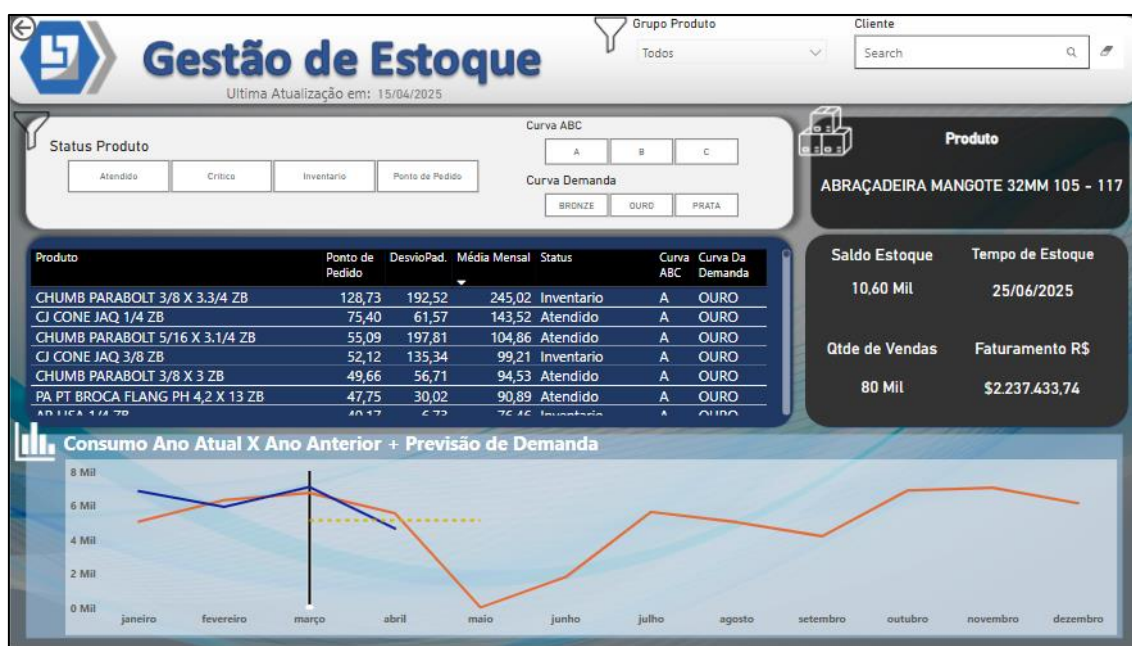 Gestão de Estoque
Ultima Atualização em: 15/04/2025
Grupo Produto
Todos
Cliente
Search
Status Produto
Atendido Critico Inventario Ponto de Pedido
Curva ABC
A B C
Curva Demanda
BRONZE OURO PRATA
Produto
ABRAÇADEIRA MANGOTE 32MM 105 - 117
Produto Ponto de Pedido DesvioPad. Média Mensal Status Curva ABC Curva Da Demanda
CHUMB PARABOLT 3/8 X 3.3/4 ZB 128,73 192,52 245,02 Inventario A OURO
CJ CONE JAQ 1/4 ZB 75,40 61,57 143,52 Atendido A OURO
CHUMB PARABOLT 5/16 X 3.1/4 ZB 55,09 197,81 104,86 Atendido A OURO
CJ CONE JAQ 3/8 ZB 52,12 135,34 99,21 Inventario A OURO
CHUMB PARABOLT 3/8 X 3 ZB 49,66 56,71 94,53 Atendido A OURO
PA PT BROCA FLANG PH 4,2 X 13 ZB 47,75 30,02 90,89 Atendido A OURO
Saldo Estoque Tempo de Estoque
10,60 Mil 25/06/2025
Qtde de Vendas Faturamento R$
80 Mil $2.237.433,74
Consumo Ano Atual X Ano Anterior + Previsão de Demanda
8 Mil
6 Mil
4 Mil
2 Mil
0 Mil
janeiro fevereiro março abril maio junho julho agosto setembro outubro novembro dezembro